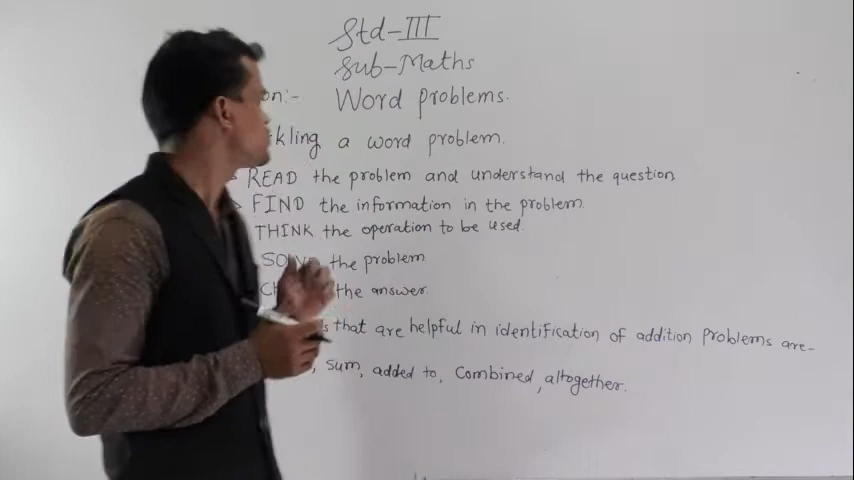 Std-III
Sub-Maths
on:- Word problems.
kling a word problem.
READ the problem and understand the question
FIND the information in the problem.
THINK the operation to be used.
the problem
the answer.
s that are helpful in identification of addition problems are-
, sum, added to, Combined, altogether.